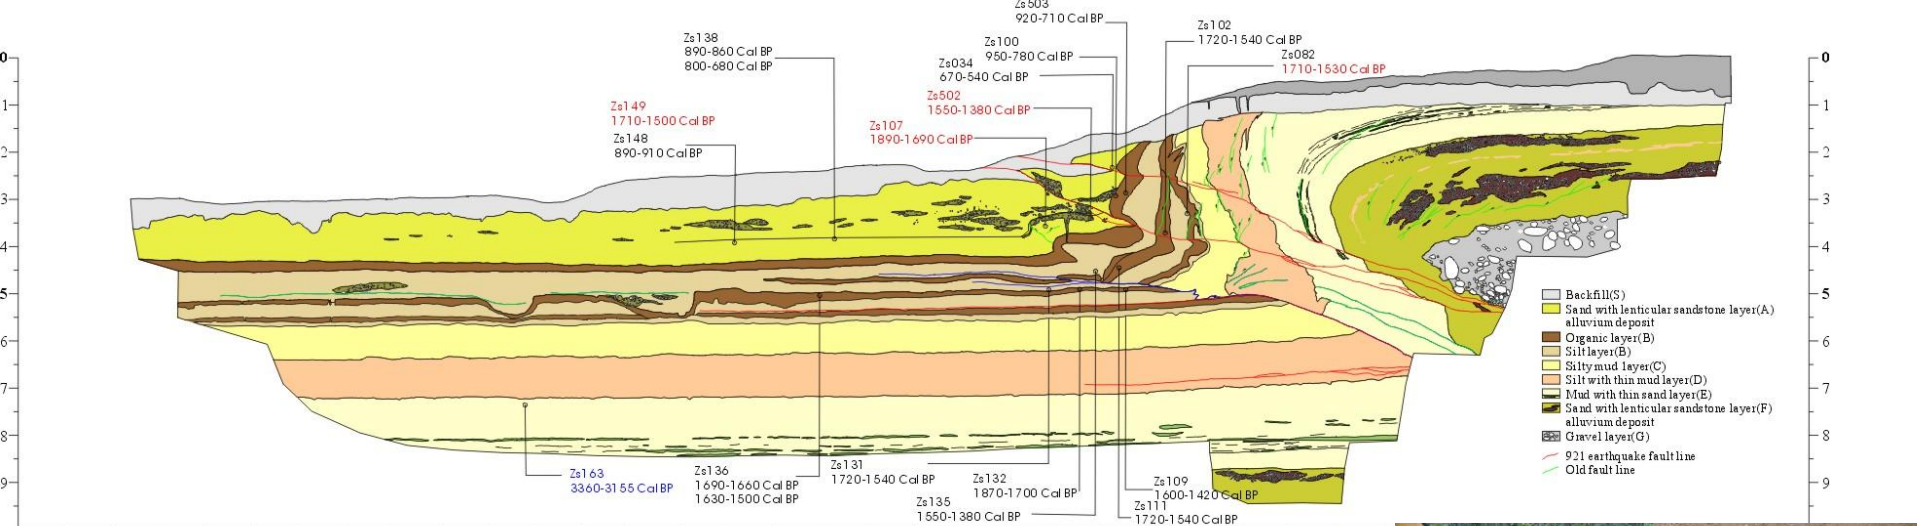 Zs503
920-710 Cal BP
Zs138
890-860 Cal BP
800-680 Cal BP
Zs100
950-780 Cal BP
Zs102
1720-1540 Cal BP
Zs034
670-540 Cal BP
Zs082
1710-1530 Cal BP
Zs149
1710-1500 Cal BP
Zs148
890-910 Cal BP
Zs502
1550-1380 Cal BP
Zs107
1890-1690 Cal BP
0
1
2
3
4
5
6
7
8
9
0
1
2
3
4
5
6
7
8
9
Backfill(S)
Sand with lenticular sandstone layer(A)
alluvium deposit
Organic layer(B)
Silt layer(B)
Silty mud layer(C)
Silt with thin mud layer(D)
Mud with thin sand layer(E)
Sand with lenticular sandstone layer(F)
alluvium deposit
Gravel layer(G)
921 earthquake fault line
Old fault line
Zs163
3360-3155 Cal BP
Zs136
1690-1660 Cal BP
1630-1500 Cal BP
Zs131
1720-1540 Cal BP
Zs132
1870-1700 Cal BP
Zs135
1550-1380 Cal BP
Zs109
1600-1420 Cal BP
Zs111
1720-1540 Cal BP